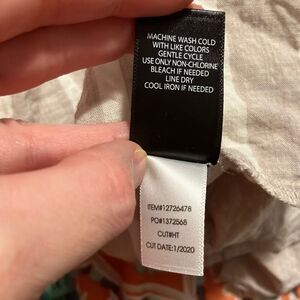 MACHINE WASH COLD
WITH LIKE COLORS
GENTLE CYCLE
USE ONLY NON-CHLORINE
BLEACH IF NEEDED
LINE DRY
COOL IRON IF NEEDED
ITEM#12726478
PO#1372568
CUT#HT
CUT DATE:1/2020